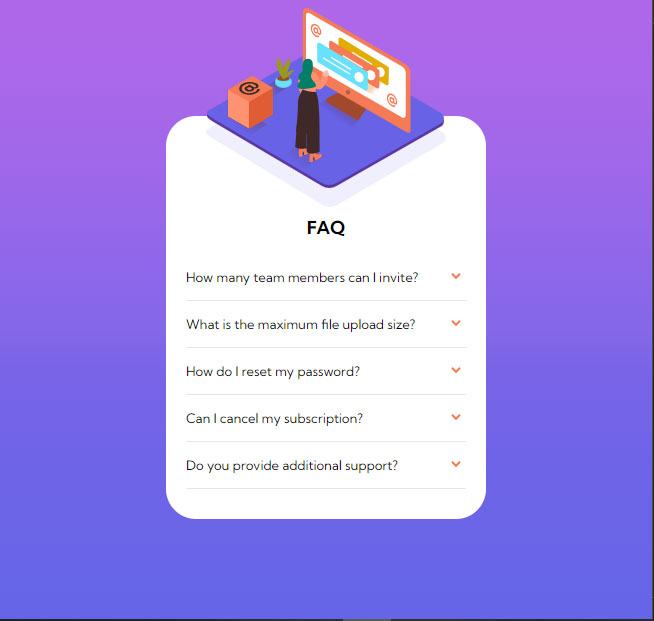 FAQ
How many team members can I invite?
What is the maximum file upload size?
How do I reset my password?
Can I cancel my subscription?
Do you provide additional support?